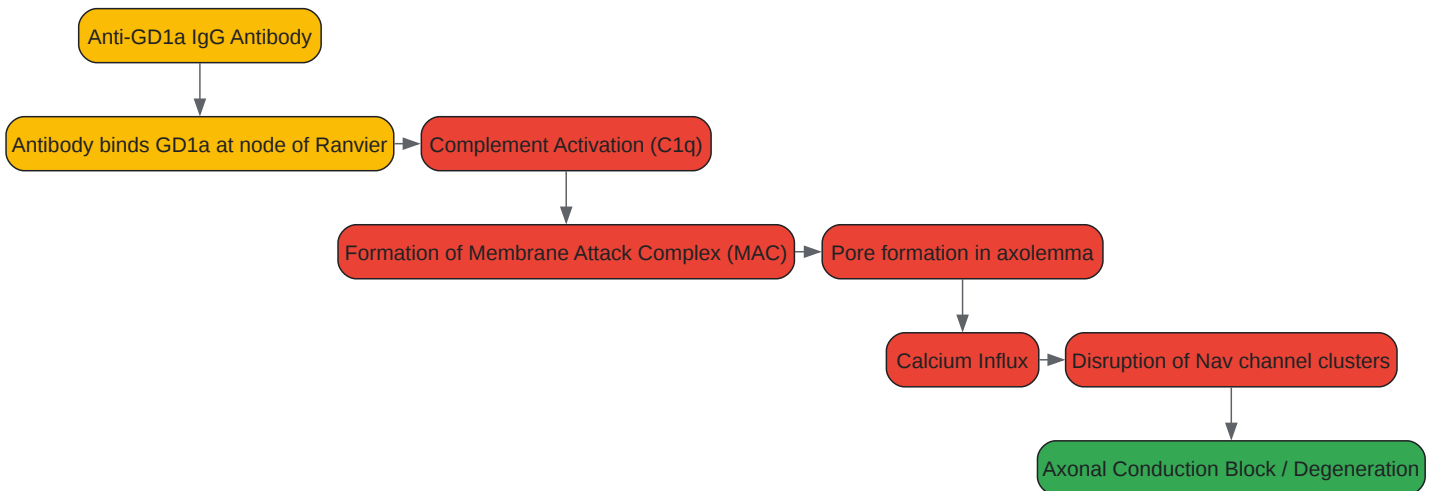 Anti-GD1a IgG Antibody
Antibody binds GD1a at node of Ranvier
Complement Activation (C1q)
Formation of Membrane Attack Complex (MAC)
Pore formation in axolemma
Calcium Influx
Disruption of Nav channel clusters
Axonal Conduction Block / Degeneration